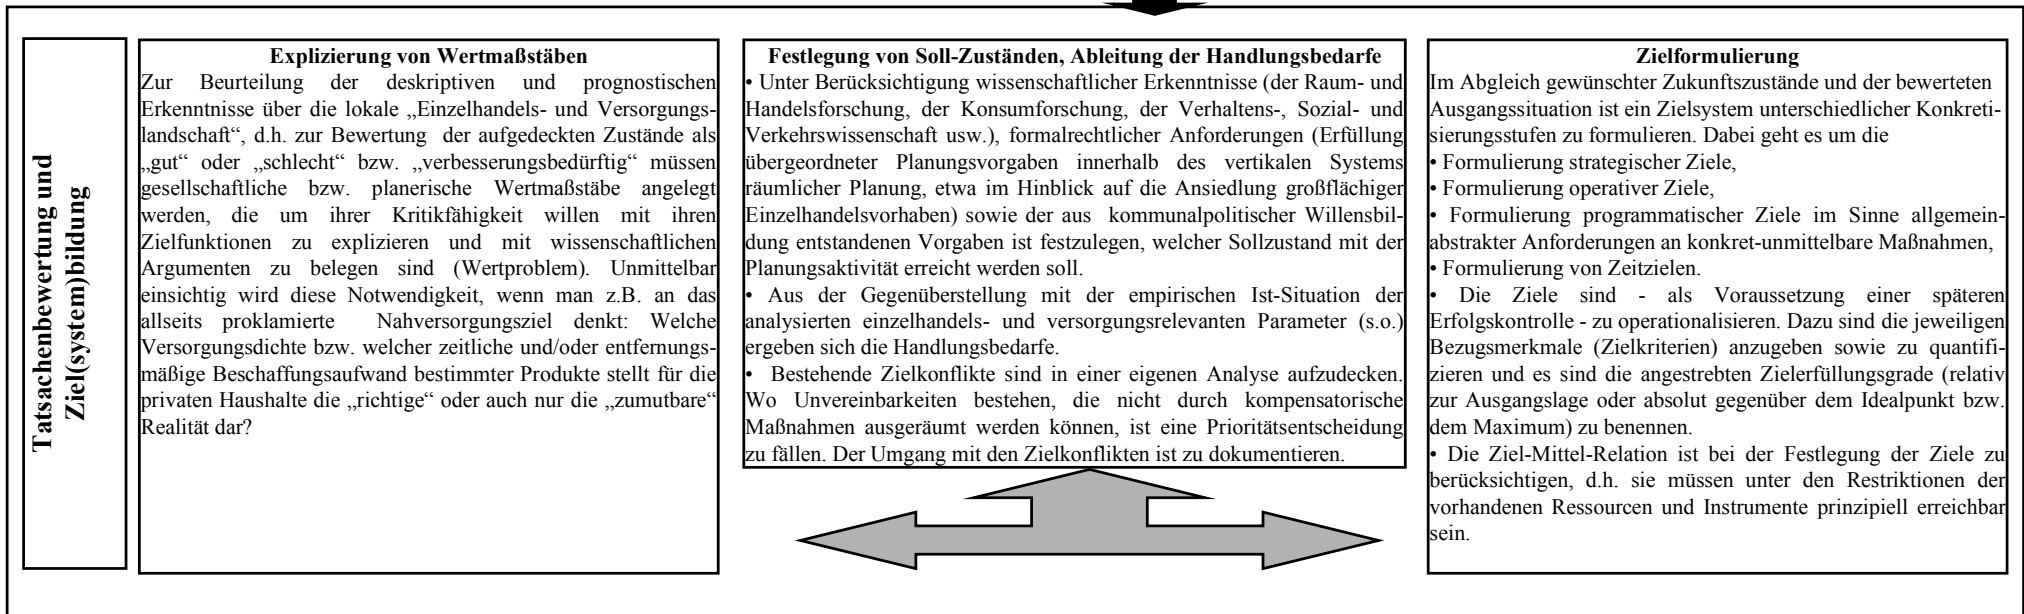 Tatsachenbewertung und
Ziel(system)bildung
Explizierung von Wertmaßstäben
Zur Beurteilung der deskriptiven und prognostischen
Erkenntnisse über die lokale „Einzelhandels- und Versorgungs-
landschaft“, d.h. zur Bewertung der aufgedeckten Zustände als
„gut“ oder „schlecht“ bzw. „verbesserungsbedürftig“ müssen
gesellschaftliche bzw. planerische Wertmaßstäbe angelegt
werden, die um ihrer Kritikfähigkeit willen mit ihren
Zielfunktionen zu explizieren und mit wissenschaftlichen
Argumenten zu belegen sind (Wertproblem). Unmittelbar
einsichtig wird diese Notwendigkeit, wenn man z.B. an das
allseits proklamierte Nahversorgungsziel denkt: Welche
Versorgungsdichte bzw. welcher zeitliche und/oder entfernungs-
mäßige Beschaffungsaufwand bestimmter Produkte stellt für die
privaten Haushalte die „richtige“ oder auch nur die „zumutbare“
Realität dar?
Festlegung von Soll-Zuständen, Ableitung der Handlungsbedarfe
• Unter Berücksichtigung wissenschaftlicher Erkenntnisse (der Raum- und
Handelsforschung, der Konsumforschung, der Verhaltens-, Sozial- und
Verkehrswissenschaft usw.), formalrechtlicher Anforderungen (Erfüllung
übergeordneter Planungsvorgaben innerhalb des vertikalen Systems
räumlicher Planung, etwa im Hinblick auf die Ansiedlung großflächiger
Einzelhandelsvorhaben) sowie der aus kommunalpolitischer Willensbil-
dung entstandenen Vorgaben ist festzulegen, welcher Sollzustand mit der
Planungsaktivität erreicht werden soll.
• Aus der Gegenüberstellung mit der empirischen Ist-Situation der
analysierten einzelhandels- und versorgungsrelevanten Parameter (s.o.)
ergeben sich die Handlungsbedarfe.
• Bestehende Zielkonflikte sind in einer eigenen Analyse aufzudecken.
Wo Unvereinbarkeiten bestehen, die nicht durch kompensatorische
Maßnahmen ausgeräumt werden können, ist eine Prioritätsentscheidung
zu fällen. Der Umgang mit den Zielkonflikten ist zu dokumentieren.
Zielformulierung
Im Abgleich gewünschter Zukunftszustände und der bewerteten
Ausgangssituation ist ein Zielsystem unterschiedlicher Konkreti-
sierungsstufen zu formulieren. Dabei geht es um die
• Formulierung strategischer Ziele,
• Formulierung operativer Ziele,
• Formulierung programmatischer Ziele im Sinne allgemein-
abstrakter Anforderungen an konkret-unmittelbare Maßnahmen,
• Formulierung von Zeitzielen.
• Die Ziele sind - als Voraussetzung einer späteren
Erfolgskontrolle - zu operationalisieren. Dazu sind die jeweiligen
Bezugsmerkmale (Zielkriterien) anzugeben sowie zu quantifi-
zieren und es sind die angestrebten Zielerfüllungsgrade (relativ
zur Ausgangslage oder absolut gegenüber dem Idealpunkt bzw.
dem Maximum) zu benennen.
• Die Ziel-Mittel-Relation ist bei der Festlegung der Ziele zu
berücksichtigen, d.h. sie müssen unter den Restriktionen der
vorhandenen Ressourcen und Instrumente prinzipiell erreichbar
sein.